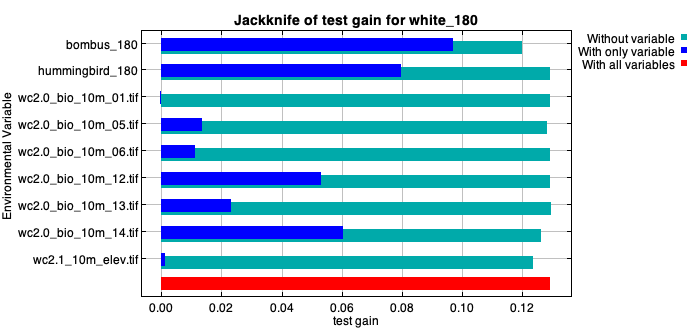 Jackknife of test gain for white_180
Without variable
With only variable
With all variables
Environmental Variable
bombus_180
hummingbird_180
wc2.0_bio_10m_01.tif
wc2.0_bio_10m_05.tif
wc2.0_bio_10m_06.tif
wc2.0_bio_10m_12.tif
wc2.0_bio_10m_13.tif
wc2.0_bio_10m_14.tif
wc2.1_10m_elev.tif
0.00 0.02 0.04 0.06 0.08 0.10 0.12
test gain